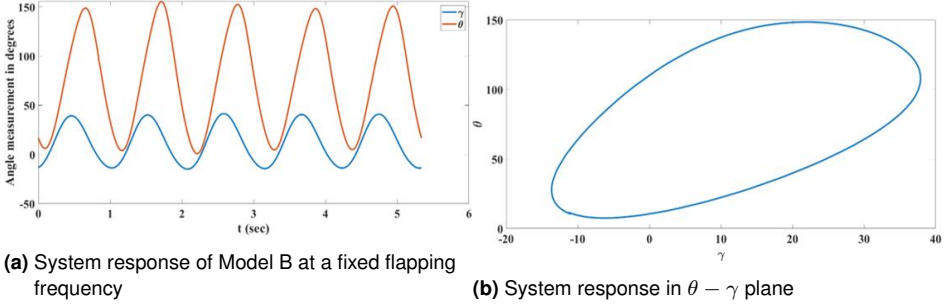 Angle measurement in degrees
150
100
50
0
-50
0 1 2 3 4 5 6
t (sec)
γ
θ
150
100
50
0
θ
-20 -10 0 10 20 30 40
γ
(a) System response of Model B at a fixed flapping
frequency
(b) System response in θ − γ plane